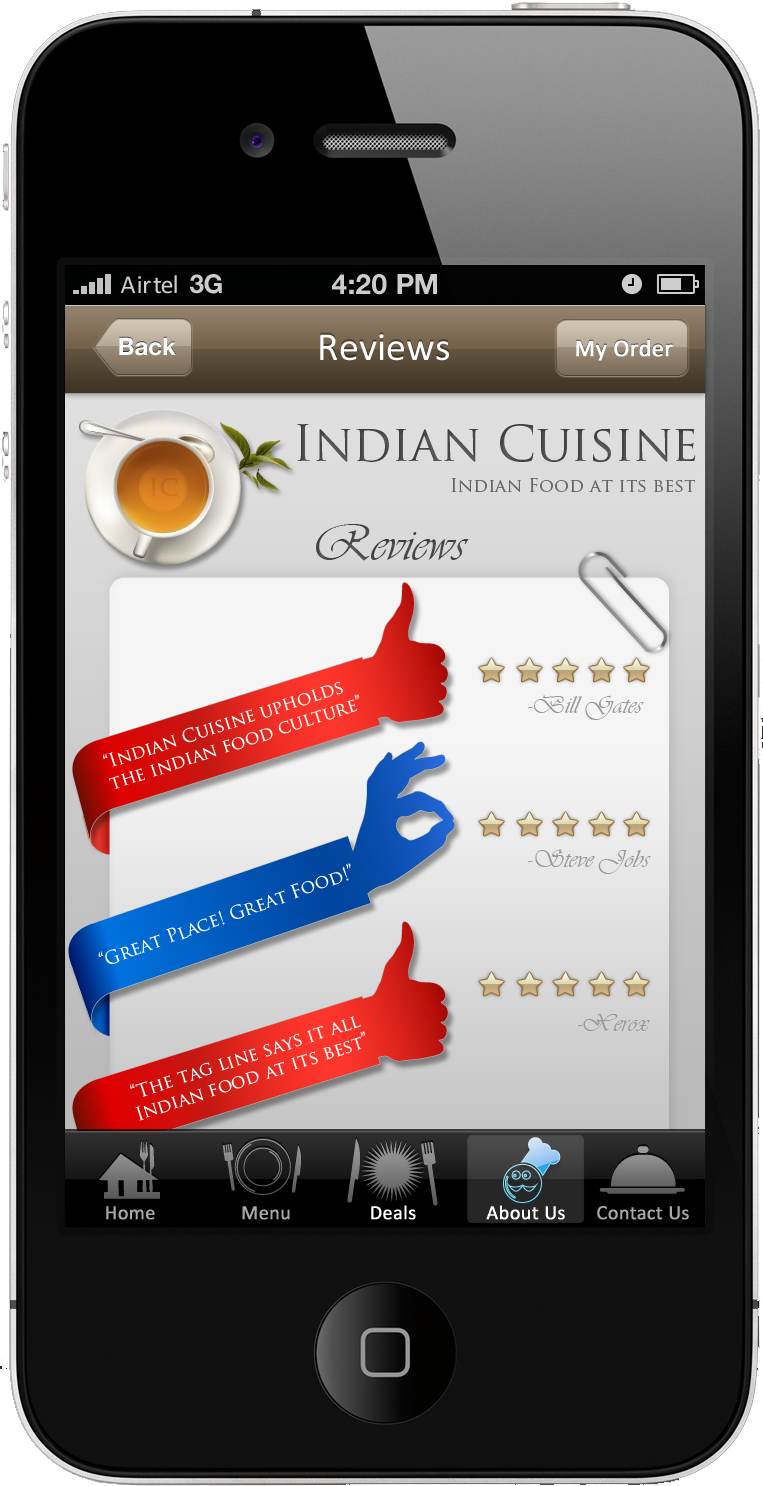 Airtel 3G 4:20 PM
Back Reviews My Order
IC
INDIAN CUISINE
INDIAN FOOD AT ITS BEST
Reviews
“INDIAN CUISINE UPHOLDS
THE INDIAN FOOD CULTURE”
-Bill Gates
“GREAT PLACE! GREAT FOOD!”
-Steve Jobs
“THE TAG LINE SAYS IT ALL
INDIAN FOOD AT ITS BEST”
-Xerox
Home Menu Deals About Us Contact Us